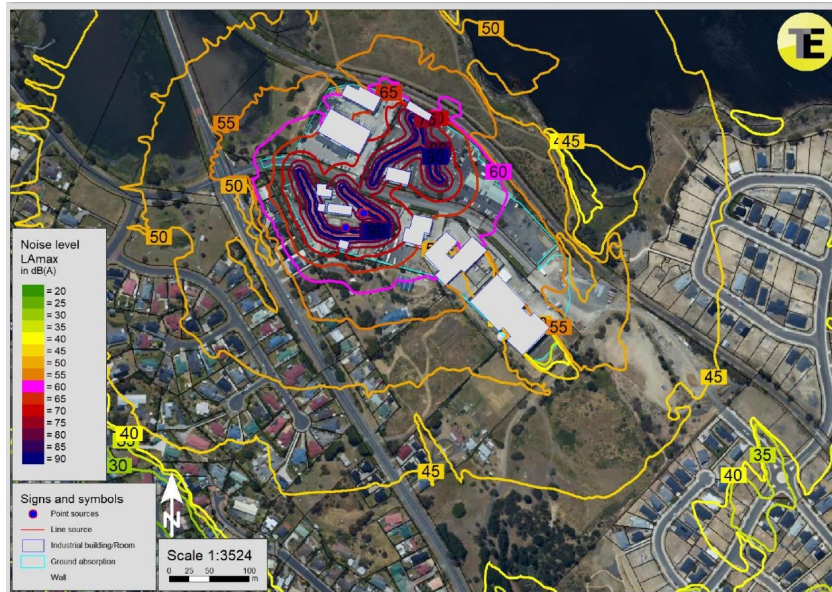 50
50
TE
65
55
45
60
50
50
Noise level
LAmax
in dB(A)
= 20
= 25
= 30
= 35
= 40
= 45
= 50
= 55
= 60
= 65
= 70
= 75
= 80
= 85
= 90
55
45
40
45
35
40
30
Signs and symbols
Point sources
Line source
Industrial building/Room
Ground absorption
Wall
N
Scale 1:3524
0 25 50 100
m